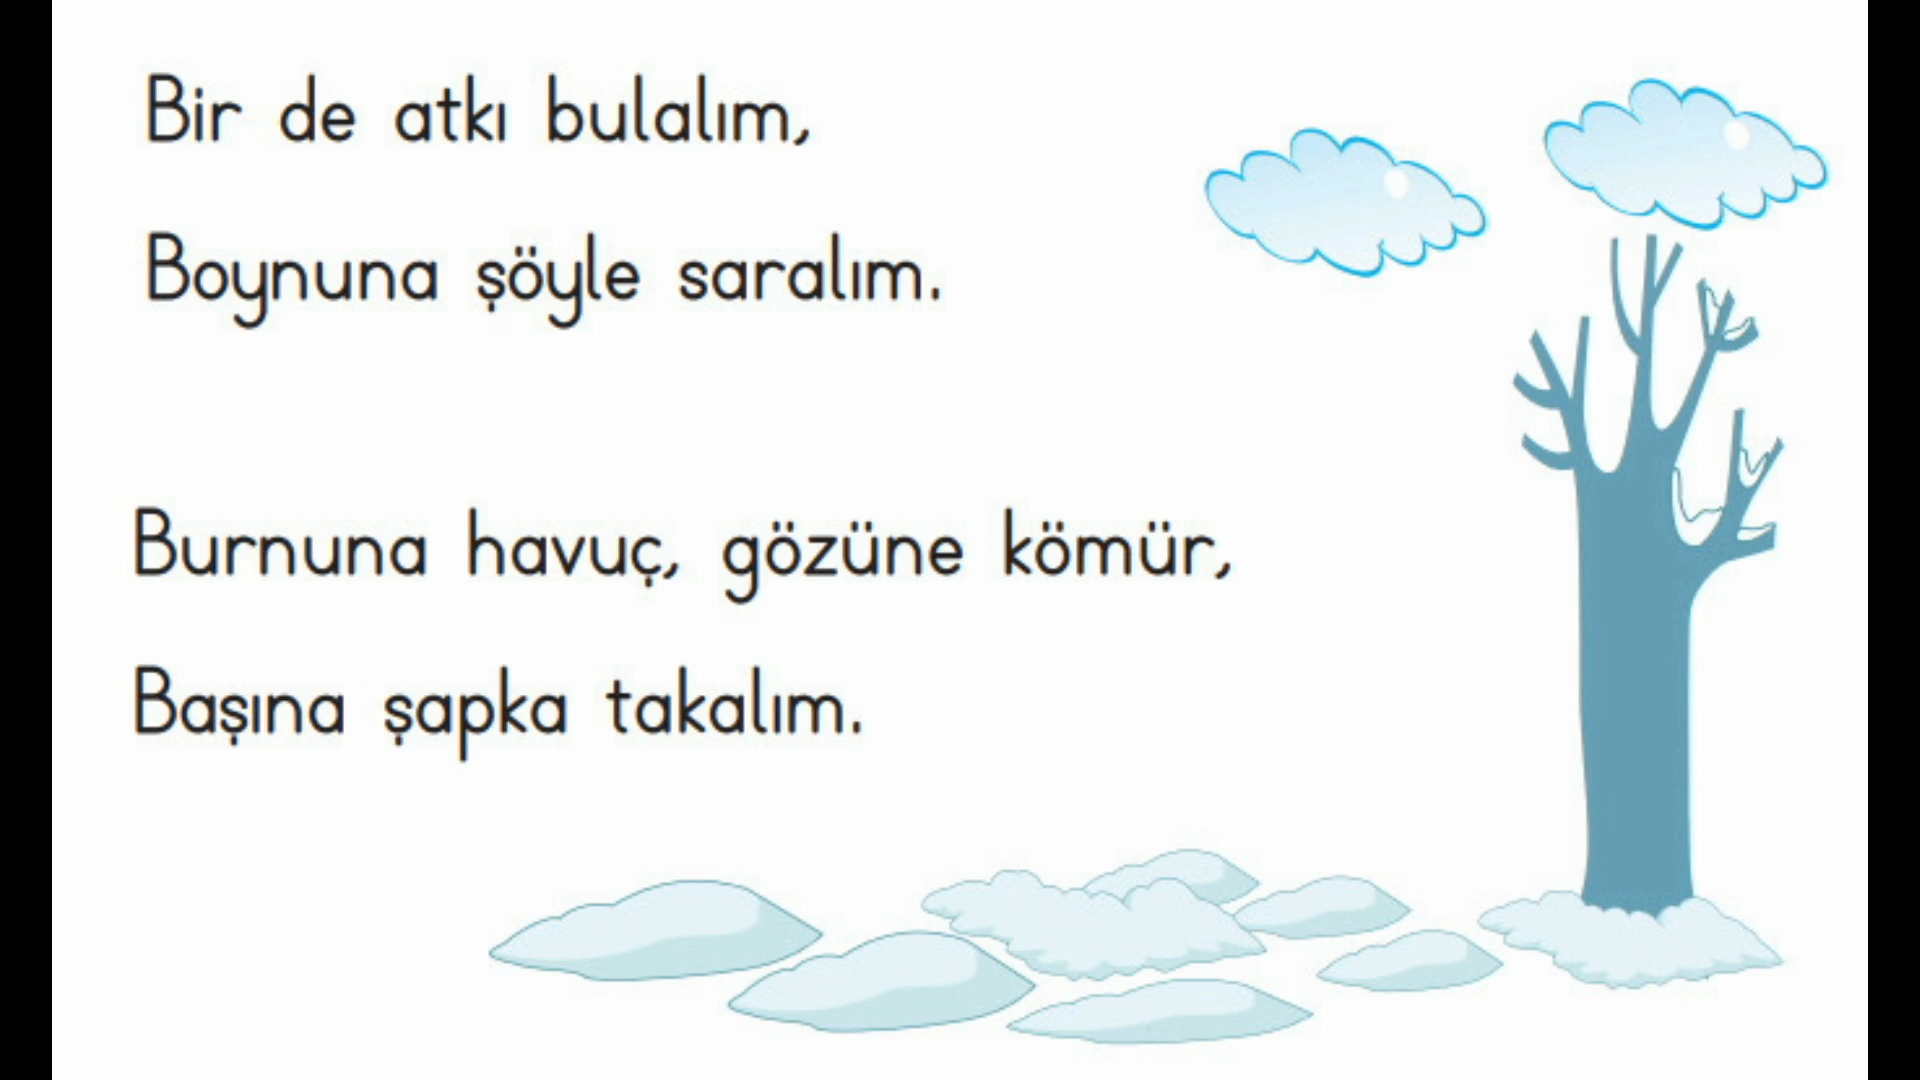 Bir de atkı bulalım,
Boynuna şöyle saralım.
Burnuna havuç, gözüne kömür,
Başına şapka takalım.